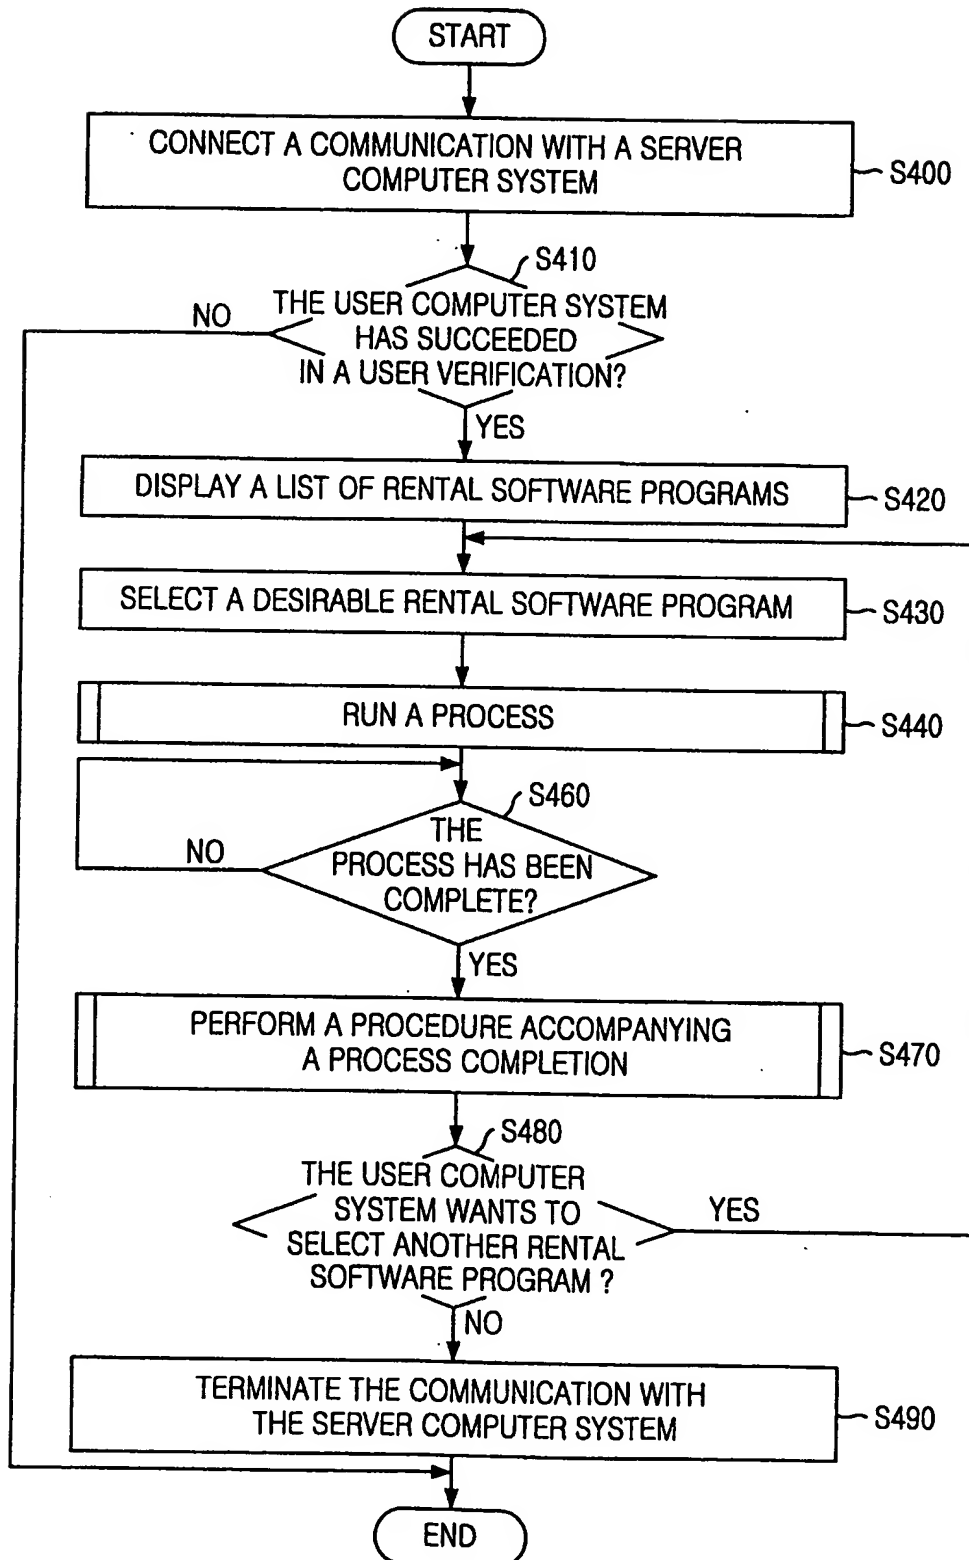 START
CONNECT A COMMUNICATION WITH A SERVER
COMPUTER SYSTEM
S400
S410
THE USER COMPUTER SYSTEM
HAS SUCCEEDED
IN A USER VERIFICATION?
NO
YES
DISPLAY A LIST OF RENTAL SOFTWARE PROGRAMS
S420
SELECT A DESIRABLE RENTAL SOFTWARE PROGRAM
S430
RUN A PROCESS
S440
S460
THE
PROCESS HAS BEEN
COMPLETE?
NO
YES
PERFORM A PROCEDURE ACCOMPANYING
A PROCESS COMPLETION
S470
S480
THE USER COMPUTER
SYSTEM WANTS TO
SELECT ANOTHER RENTAL
SOFTWARE PROGRAM ?
YES
NO
TERMINATE THE COMMUNICATION WITH
THE SERVER COMPUTER SYSTEM
S490
END